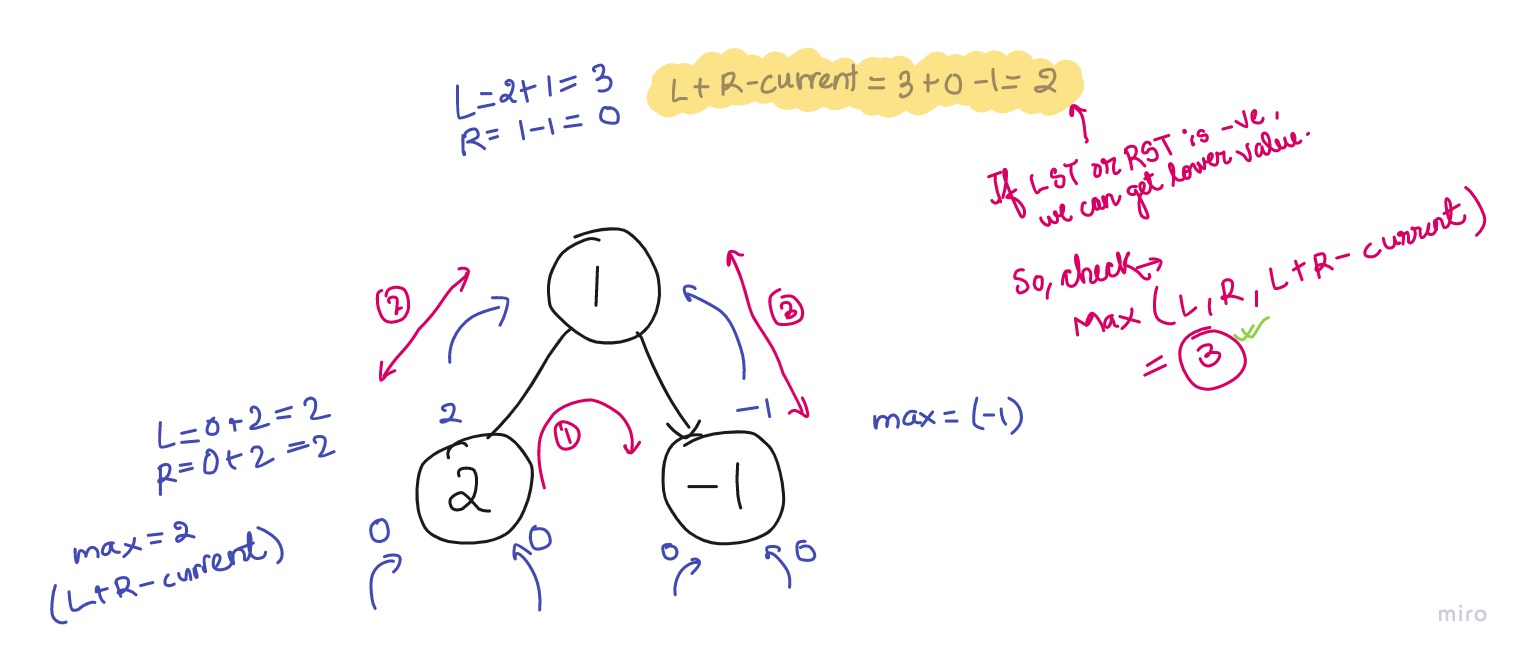 L=2+1= 3
R= 1-1= 0
L+ R-current = 3+0 -1= 2
If LST or RST is -ve,
we can get lower value.
So, check→
Max (L, R, L+R- current)
= 3
1
2
3
L=0+2=2
R=0+2 =2
2
1
-1
max = (-1)
2
-1
max=2
(L+R-current)
0
0
0
0
miro